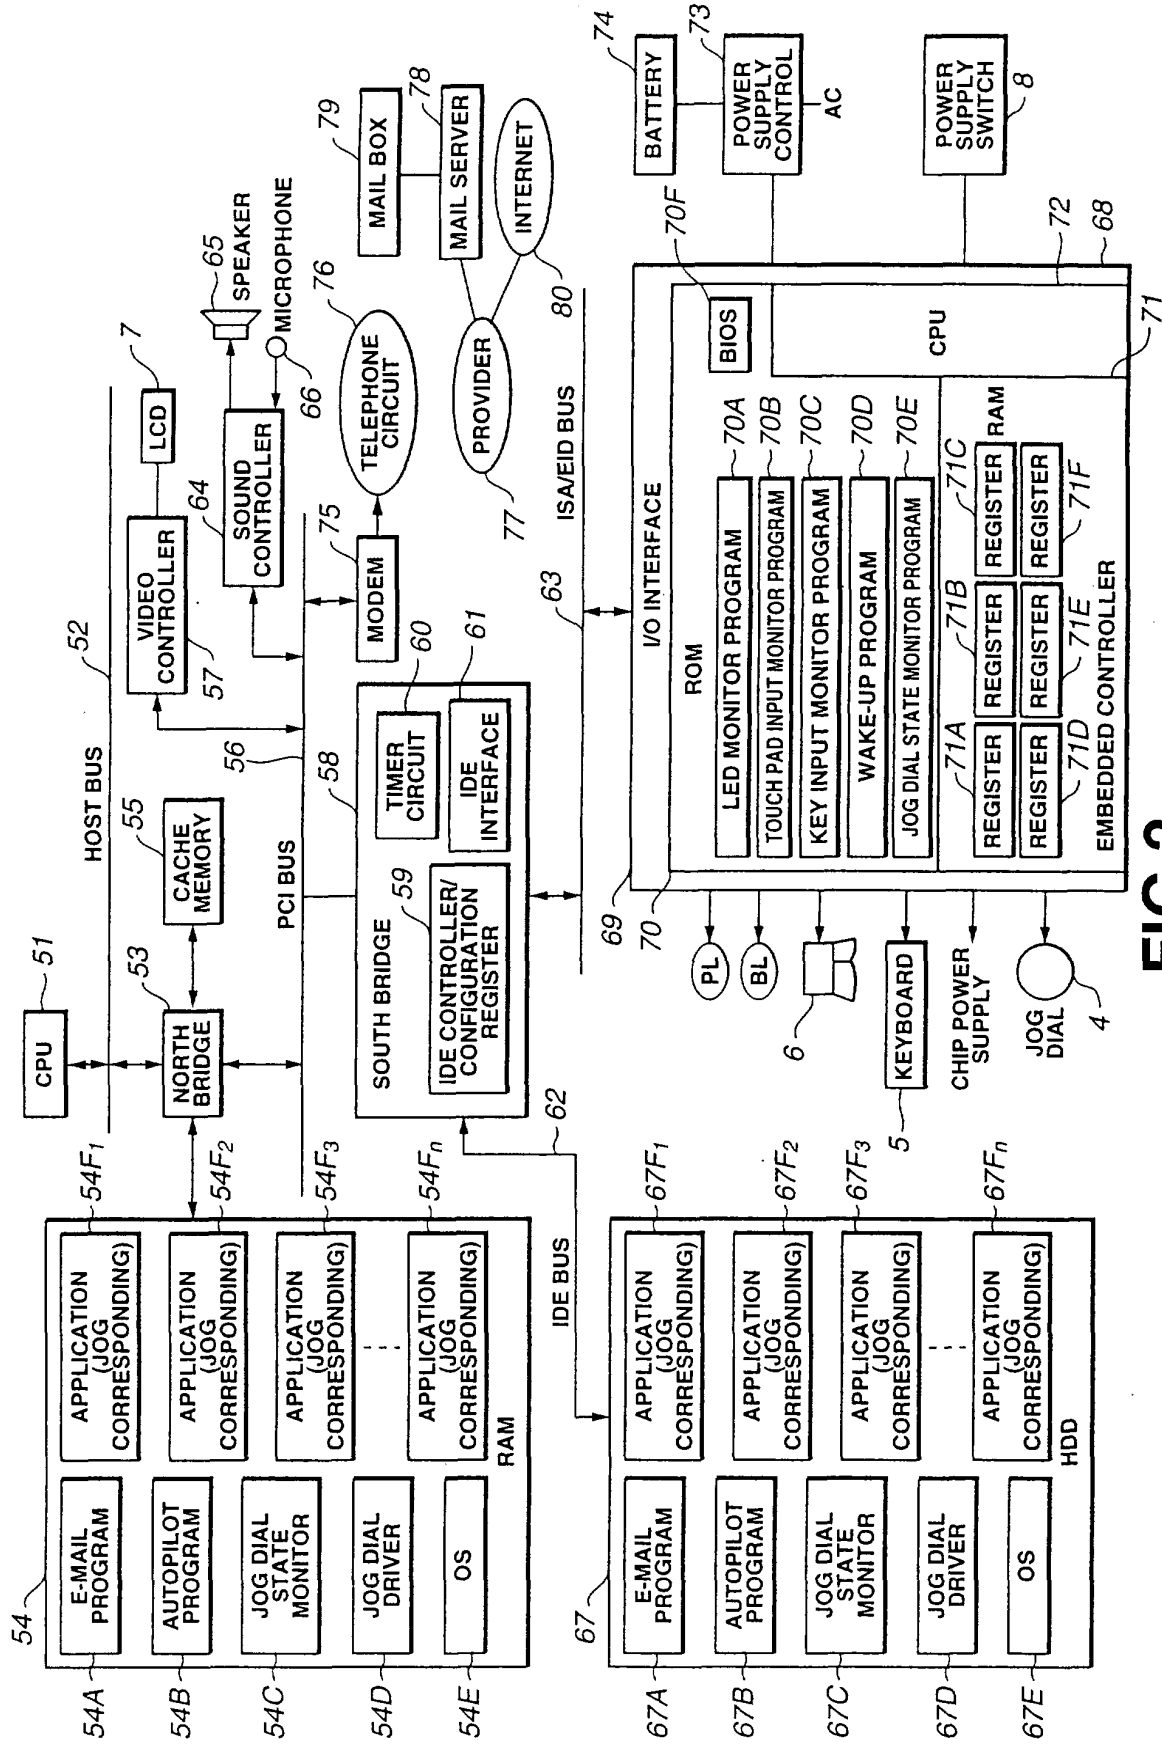 CPU
51
HOST BUS
52
NORTH
BRIDGE
53
CACHE
MEMORY
55
VIDEO
CONTROLLER
57
LCD
7
SOUND
CONTROLLER
64
SPEAKER
65
MICROPHONE
66
PCI BUS
56
54
E-MAIL
PROGRAM
54A
AUTOPILOT
PROGRAM
54B
JOG DIAL
STATE
MONITOR
54C
JOG DIAL
DRIVER
54D
OS
54E
APPLICATION
(JOG
CORRESPONDING)
54F1
APPLICATION
(JOG
CORRESPONDING)
54F2
APPLICATION
(JOG
CORRESPONDING)
54F3
APPLICATION
(JOG
CORRESPONDING)
54Fn
RAM
SOUTH BRIDGE
58
IDE CONTROLLER/
CONFIGURATION
REGISTER
59
TIMER
CIRCUIT
60
IDE
INTERFACE
61
MODEM
75
TELEPHONE
CIRCUIT
76
PROVIDER
77
MAIL BOX
79
MAIL SERVER
78
INTERNET
80
IDE BUS
62
ISA/EID BUS
63
67
E-MAIL
PROGRAM
67A
AUTOPILOT
PROGRAM
67B
JOG DIAL
STATE
MONITOR
67C
JOG DIAL
DRIVER
67D
OS
67E
APPLICATION
(JOG
CORRESPONDING)
67F1
APPLICATION
(JOG
CORRESPONDING)
67F2
APPLICATION
(JOG
CORRESPONDING)
67F3
APPLICATION
(JOG
CORRESPONDING)
67Fn
HDD
69
I/O INTERFACE
70
ROM
LED MONITOR PROGRAM
70A
TOUCH PAD INPUT MONITOR PROGRAM
70B
KEY INPUT MONITOR PROGRAM
70C
WAKE-UP PROGRAM
70D
JOG DIAL STATE MONITOR PROGRAM
70E
BIOS
70F
CPU
72
68
71
RAM
71A
REGISTER
71B
REGISTER
71C
REGISTER
REGISTER
71D
REGISTER
71E
REGISTER
71F
EMBEDDED CONTROLLER
PL
BL
6
KEYBOARD
5
CHIP POWER
SUPPLY
JOG
DIAL
4
BATTERY
74
POWER
SUPPLY
CONTROL
73
AC
POWER
SUPPLY
SWITCH
8